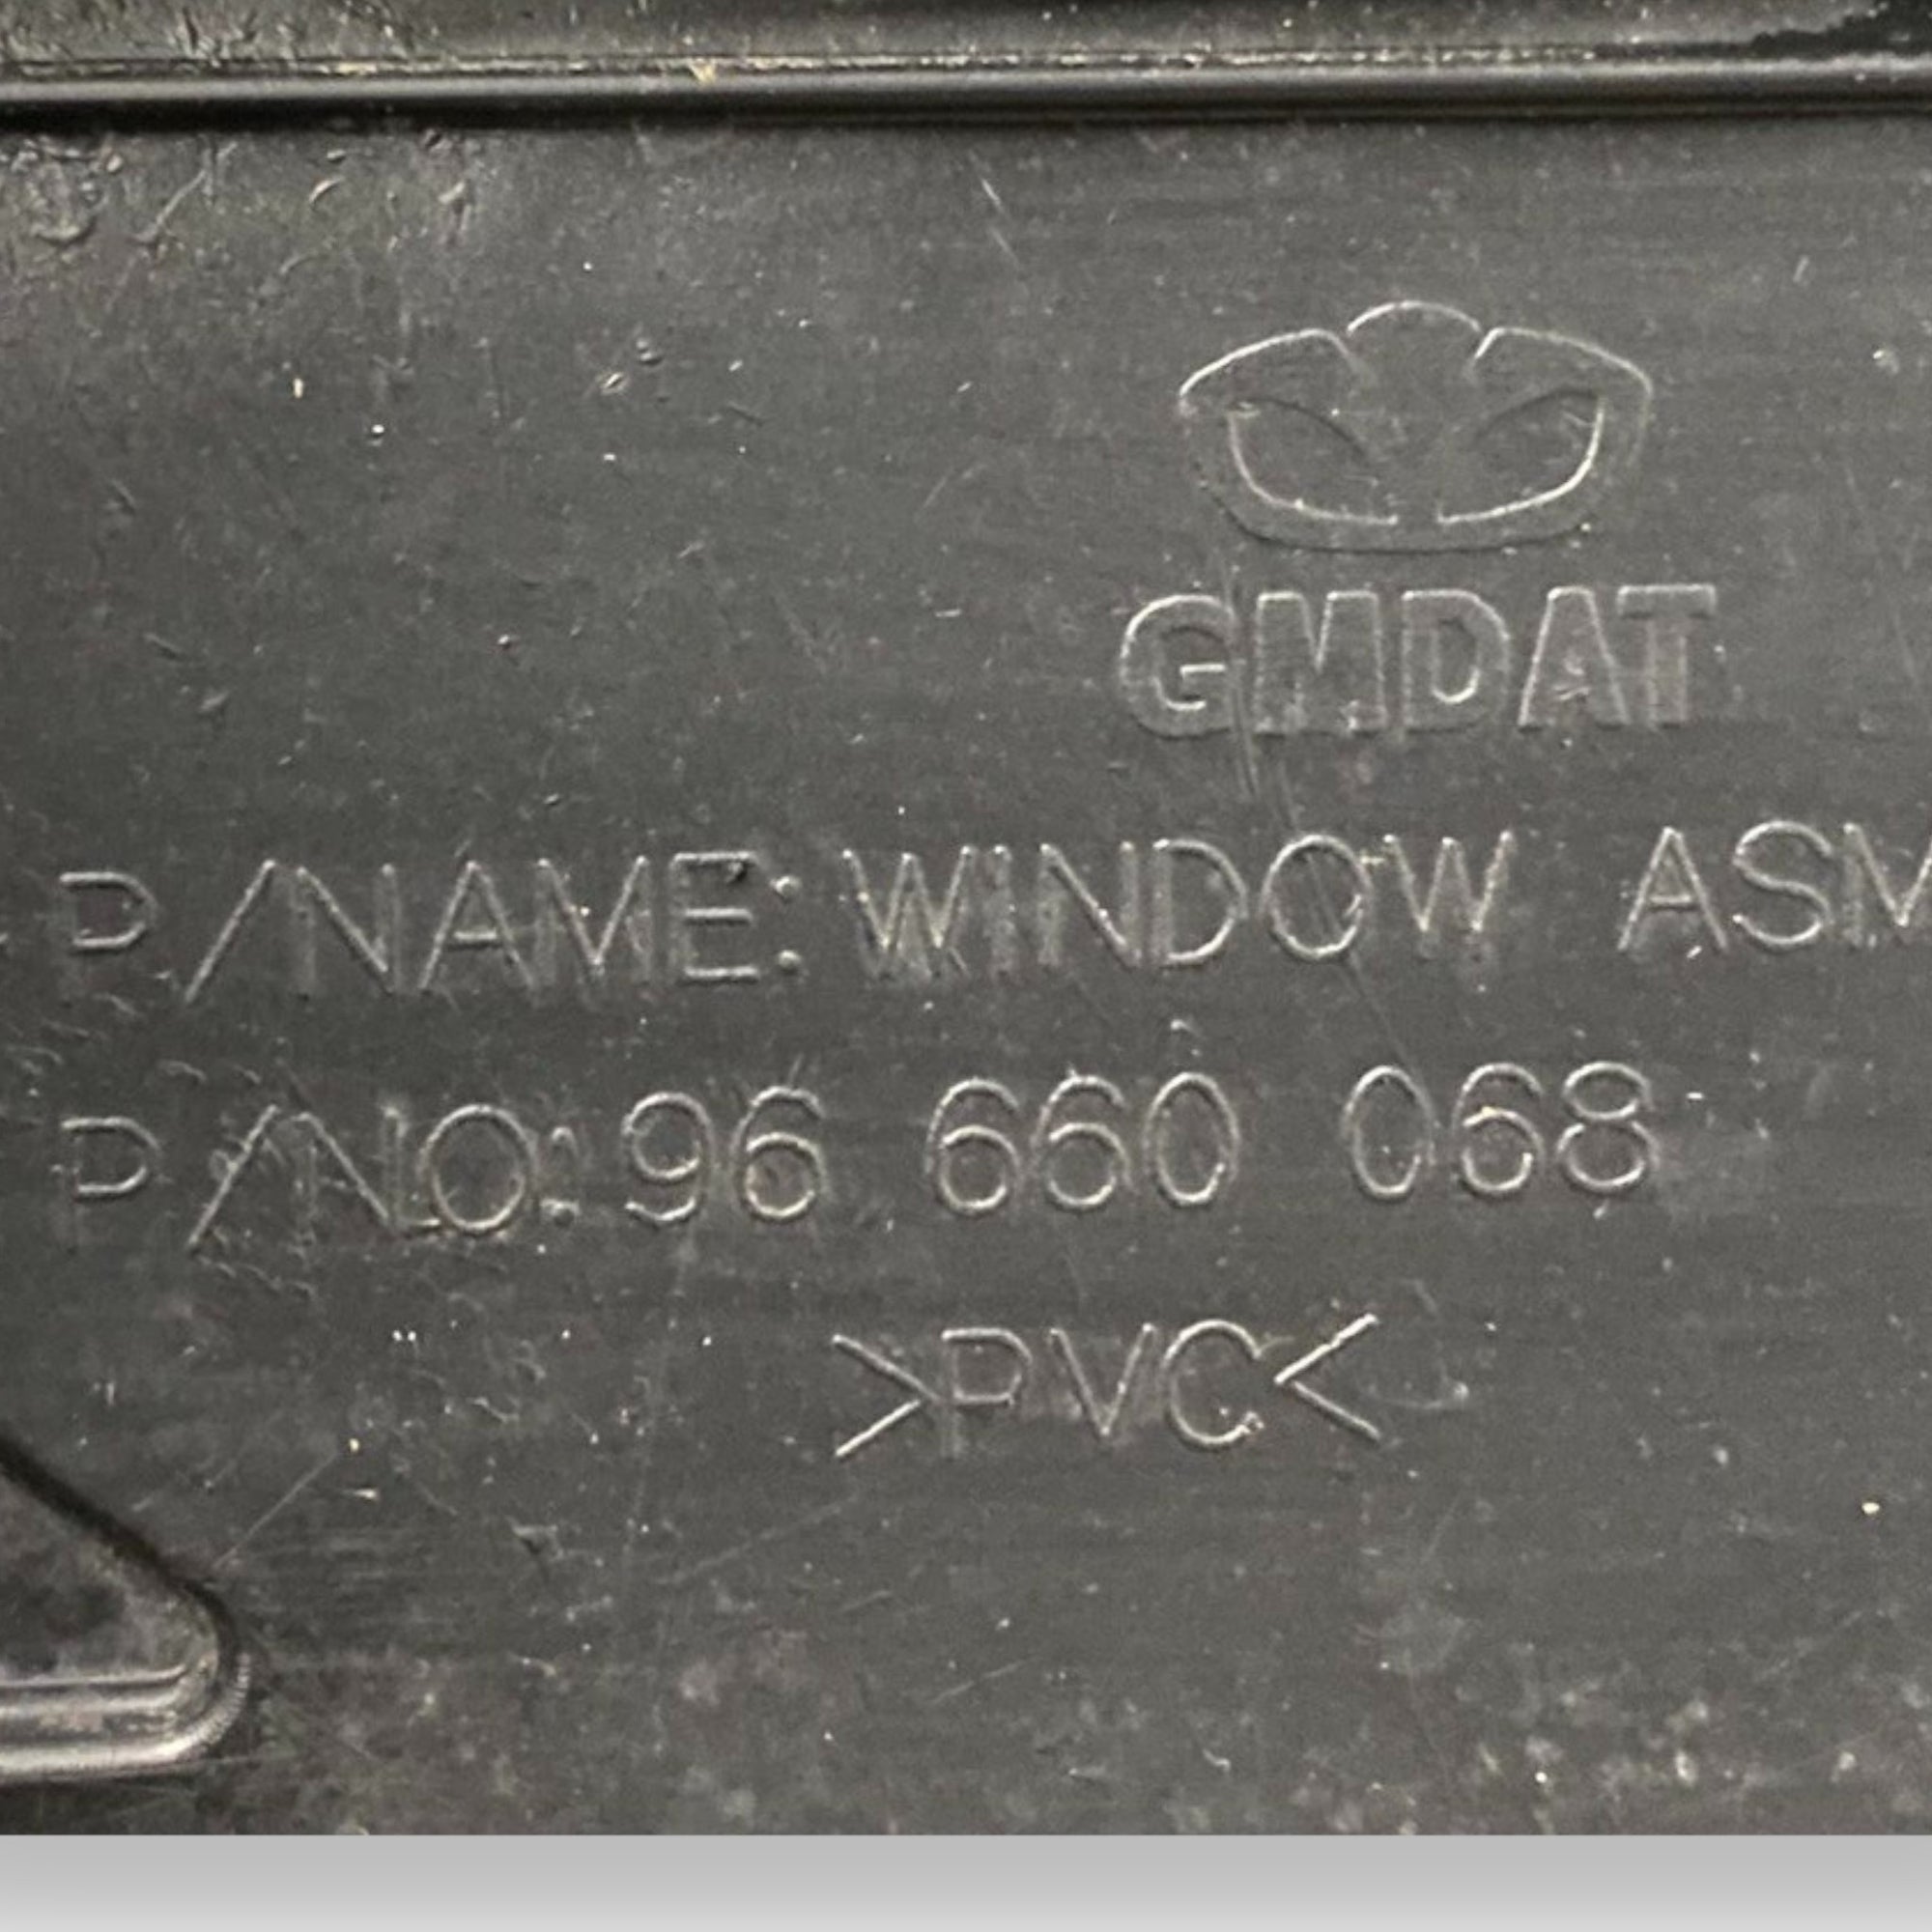 GMDAT
P/NAME: WINDOW ASM
P/NO: 96 660 068
>PVC<